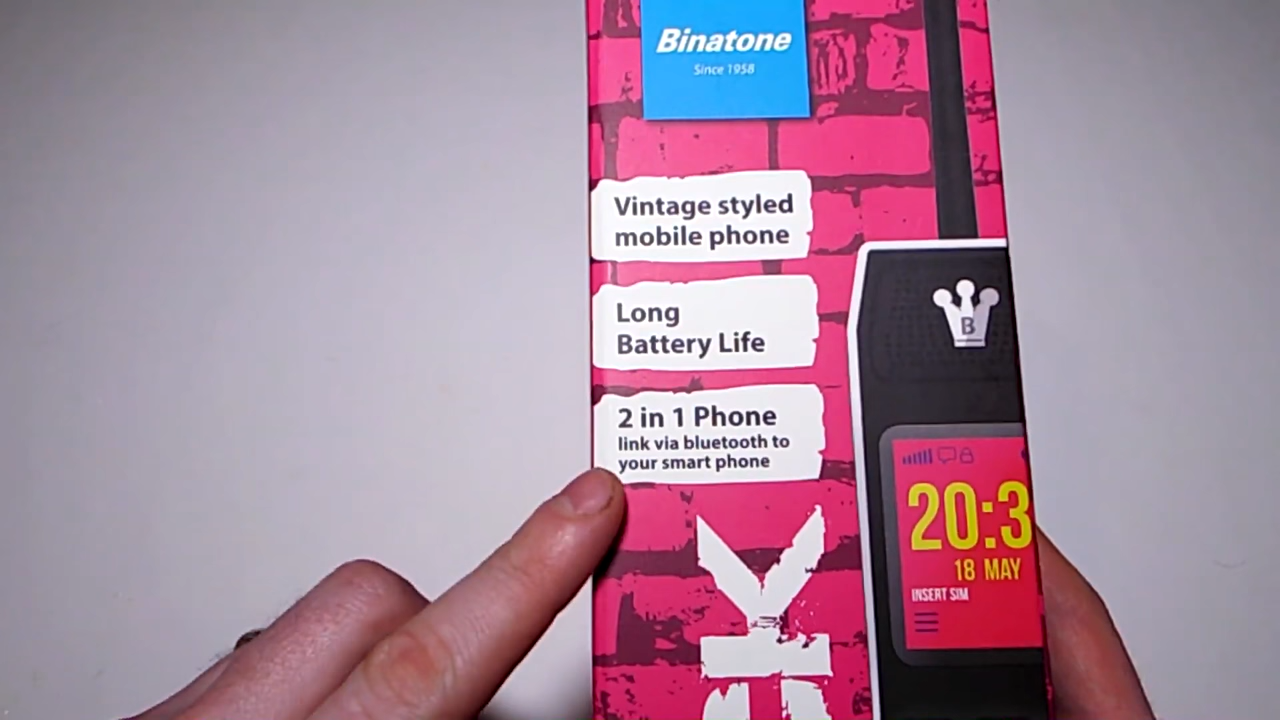 Binatone
Since 1958
Vintage styled
mobile phone
Long
Battery Life
2 in 1 Phone
link via bluetooth to
your smart phone
B
20:3
18 MAY
INSERT SIM